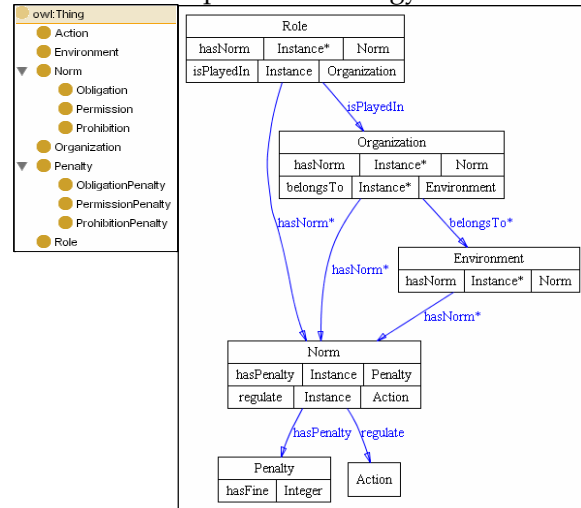 owl:Thing
Action
Environment
Norm
Obligation
Permission
Prohibition
Organization
Penalty
ObligationPenalty
PermissionPenalty
ProhibitionPenalty
Role
Role
hasNorm Instance* Norm
isPlayedIn Instance Organization
isPlayedIn
Organization
hasNorm Instance* Norm
belongsTo Instance* Environment
hasNorm*
belongsTo*
Environment
hasNorm Instance* Norm
hasNorm*
hasNorm*
Norm
hasPenalty Instance Penalty
regulate Instance Action
hasPenalty regulate
Penalty
hasFine Integer
Action